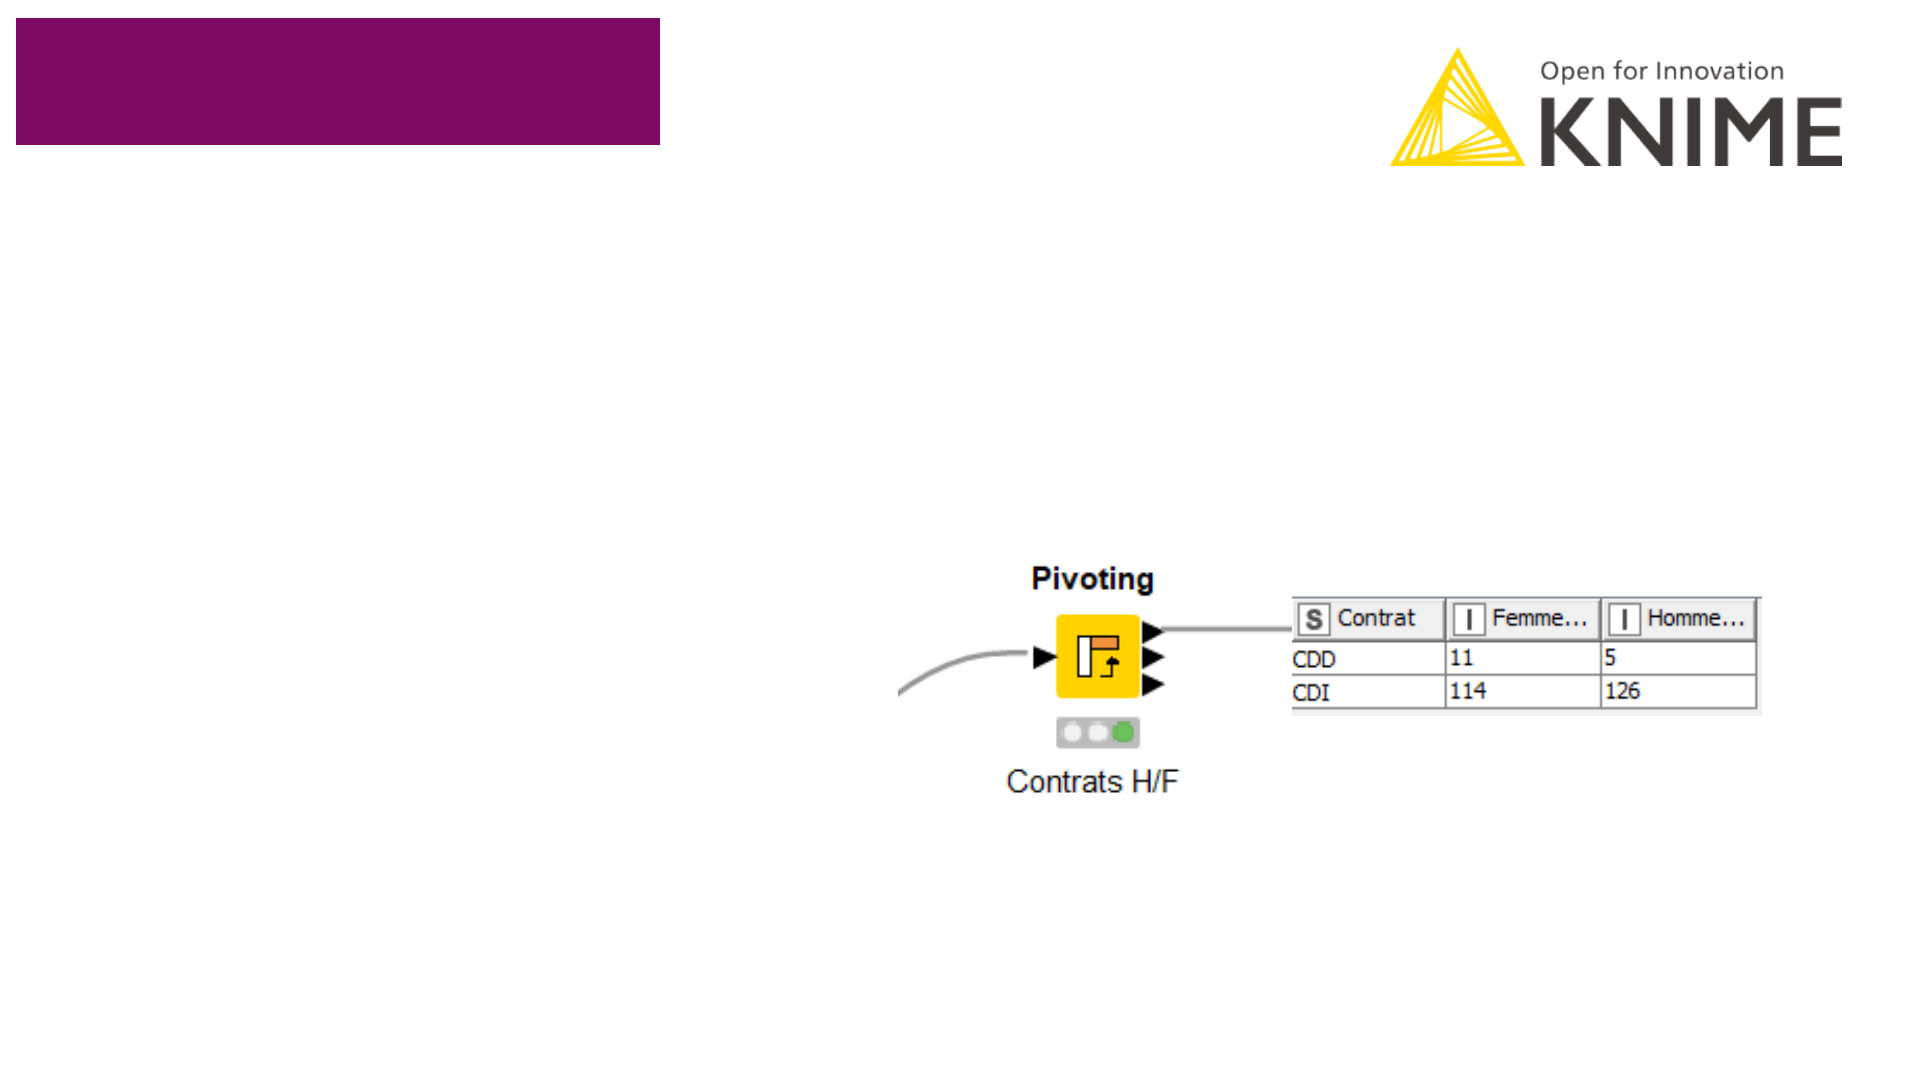 Open for Innovation
KNIME
Pivoting
S Contrat I Femme... I Homme...
CDD 11 5
CDI 114 126
Contrats H/F